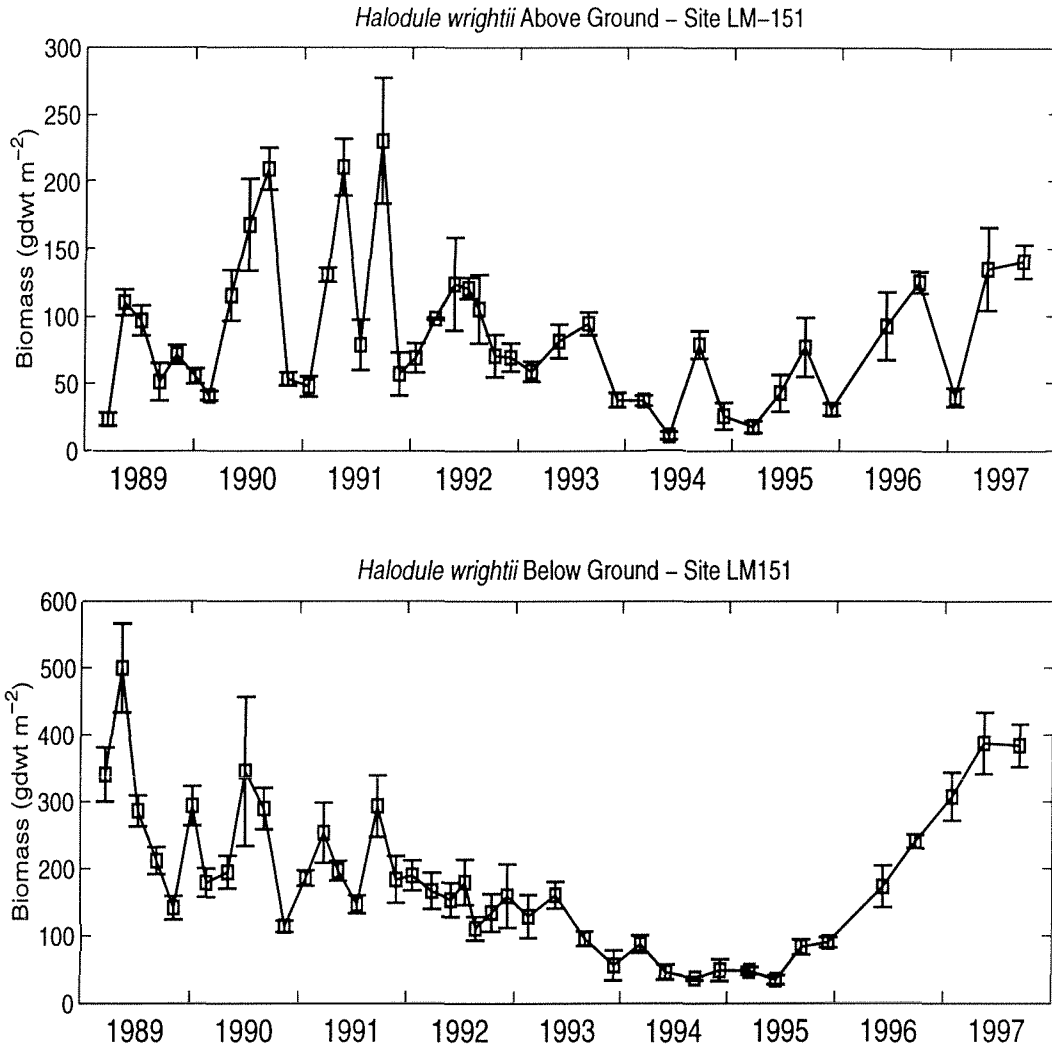 Halodule wrightii Above Ground – Site LM–151
300
250
200
150
100
50
0
Biomass (gdwt m−2)
1989 1990 1991 1992 1993 1994 1995 1996 1997
Halodule wrightii Below Ground – Site LM151
600
500
400
300
200
100
0
Biomass (gdwt m−2)
1989 1990 1991 1992 1993 1994 1995 1996 1997